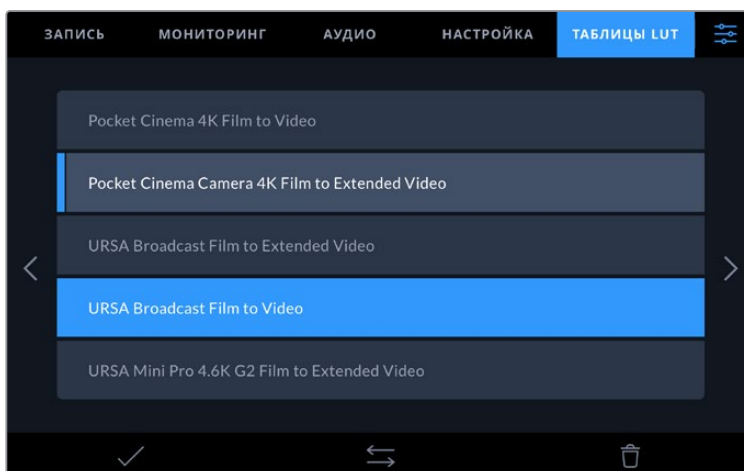 ЗАПИСЬ МОНИТОРИНГ АУДИО НАСТРОЙКА ТАБЛИЦЫ LUT
Pocket Cinema 4K Film to Video
Pocket Cinema Camera 4K Film to Extended Video
URSA Broadcast Film to Extended Video
URSA Broadcast Film to Video
URSA Mini Pro 4.6K G2 Film to Extended Video